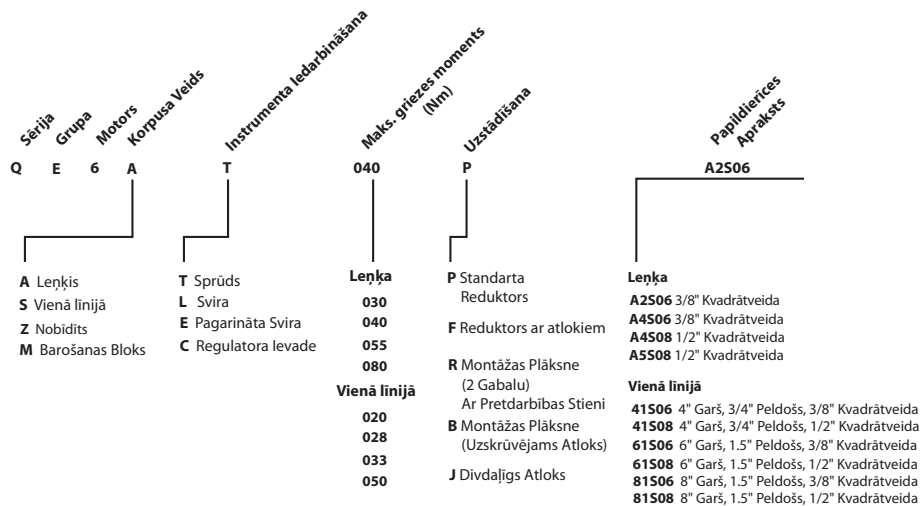 Sērija
Grupa
Motors
Korpusa Veids
Instrumenta Iedarbināšana
Maks. griezes moments
(Nm)
Uzstādīšana
Papildierīces
Apraksts
Q E 6 A T 040 P A2S06
A Leņķis
S Vienā līnijā
Z Nobīdīts
M Barošanas Bloks
T Sprūds
L Svira
E Pagarināta Svira
C Regulatora Ievade
Leņķa
030
040
055
080
Vienā līnijā
020
028
033
050
P Standarta
Reduktors
F Reduktors ar atlokiem
R Montāžas Plāksne
(2 Gabalu)
Ar Pretdarbības Stieni
B Montāžas Plāksne
(Uzskrūvējams Atloks)
J Divdaļīgs Atloks
Leņķa
A2S06 3/8" Kvadrātveida
A4S06 3/8" Kvadrātveida
A4S08 1/2" Kvadrātveida
A5S08 1/2" Kvadrātveida
Vienā līnijā
41S06 4" Garš, 3/4" Peldošs, 3/8" Kvadrātveida
41S08 4" Garš, 3/4" Peldošs, 1/2" Kvadrātveida
61S06 6" Garš, 1.5" Peldošs, 3/8" Kvadrātveida
61S08 6" Garš, 1.5" Peldošs, 1/2" Kvadrātveida
81S06 8" Garš, 1.5" Peldošs, 3/8" Kvadrātveida
81S08 8" Garš, 1.5" Peldošs, 1/2" Kvadrātveida